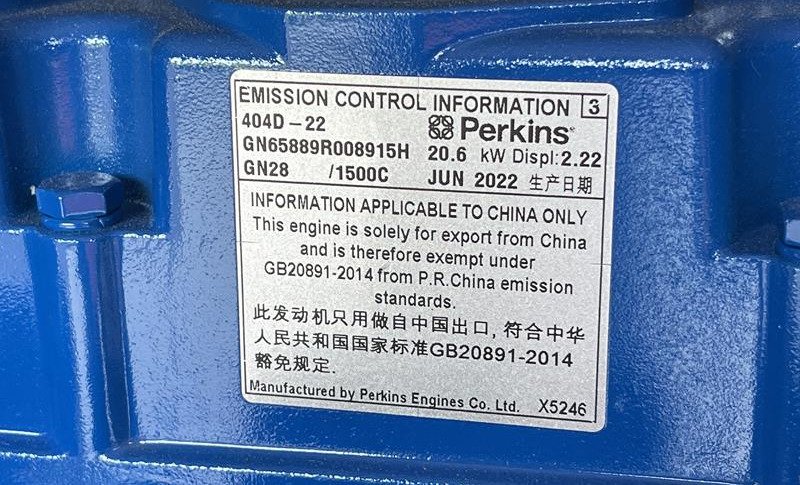 EMISSION CONTROL INFORMATION 3
404D-22 Perkins
GN65889R008915H 20.6 kW Displ:2.22
GN28 /1500C JUN 2022 生产日期
INFORMATION APPLICABLE TO CHINA ONLY
This engine is solely for export from China
and is therefore exempt under
GB20891-2014 from P.R.China emission
standards.
此发动机只用做自中国出口,符合中华
人民共和国国家标准GB20891-2014
豁免规定.
Manufactured by Perkins Engines Co. Ltd. X5246